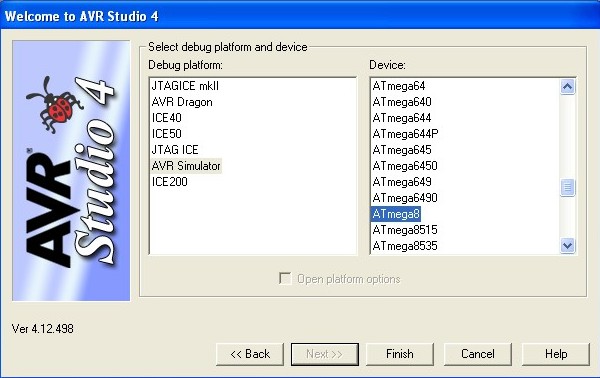 Welcome to AVR Studio 4
AVR Studio 4
Select debug platform and device
Debug platform:
JTAGICE mkII
AVR Dragon
ICE40
ICE50
JTAG ICE
AVR Simulator
ICE200
Device:
ATmega64
ATmega640
ATmega644
ATmega644P
ATmega645
ATmega6450
ATmega649
ATmega6490
ATmega8
ATmega8515
ATmega8535
Open platform options
Ver 4.12.498
<< Back
Next >>
Finish
Cancel
Help